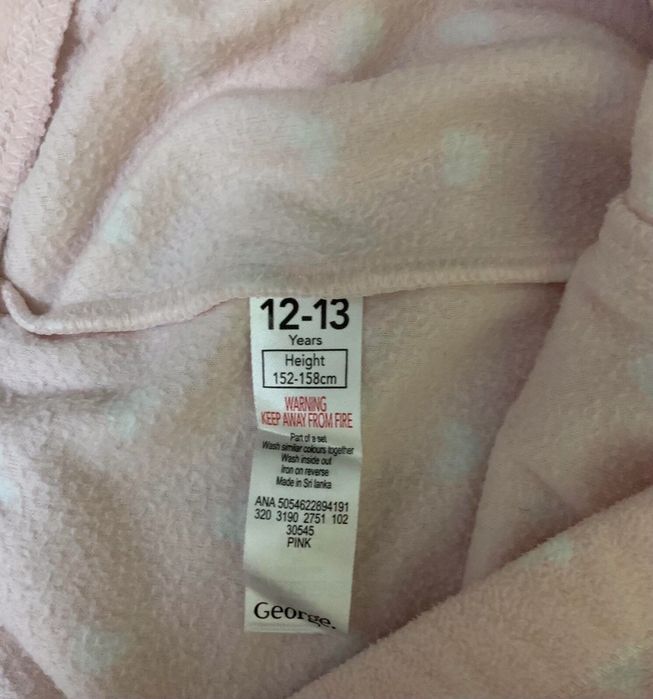 12-13
Years
Height
152-158cm
WARNING
KEEP AWAY FROM FIRE
Part of a set
Wash similar colours together
Wash inside out
Iron on reverse
Made in Sri lanka
ANA 5054622894191
320 3190 2751 102
30545
PINK
George.